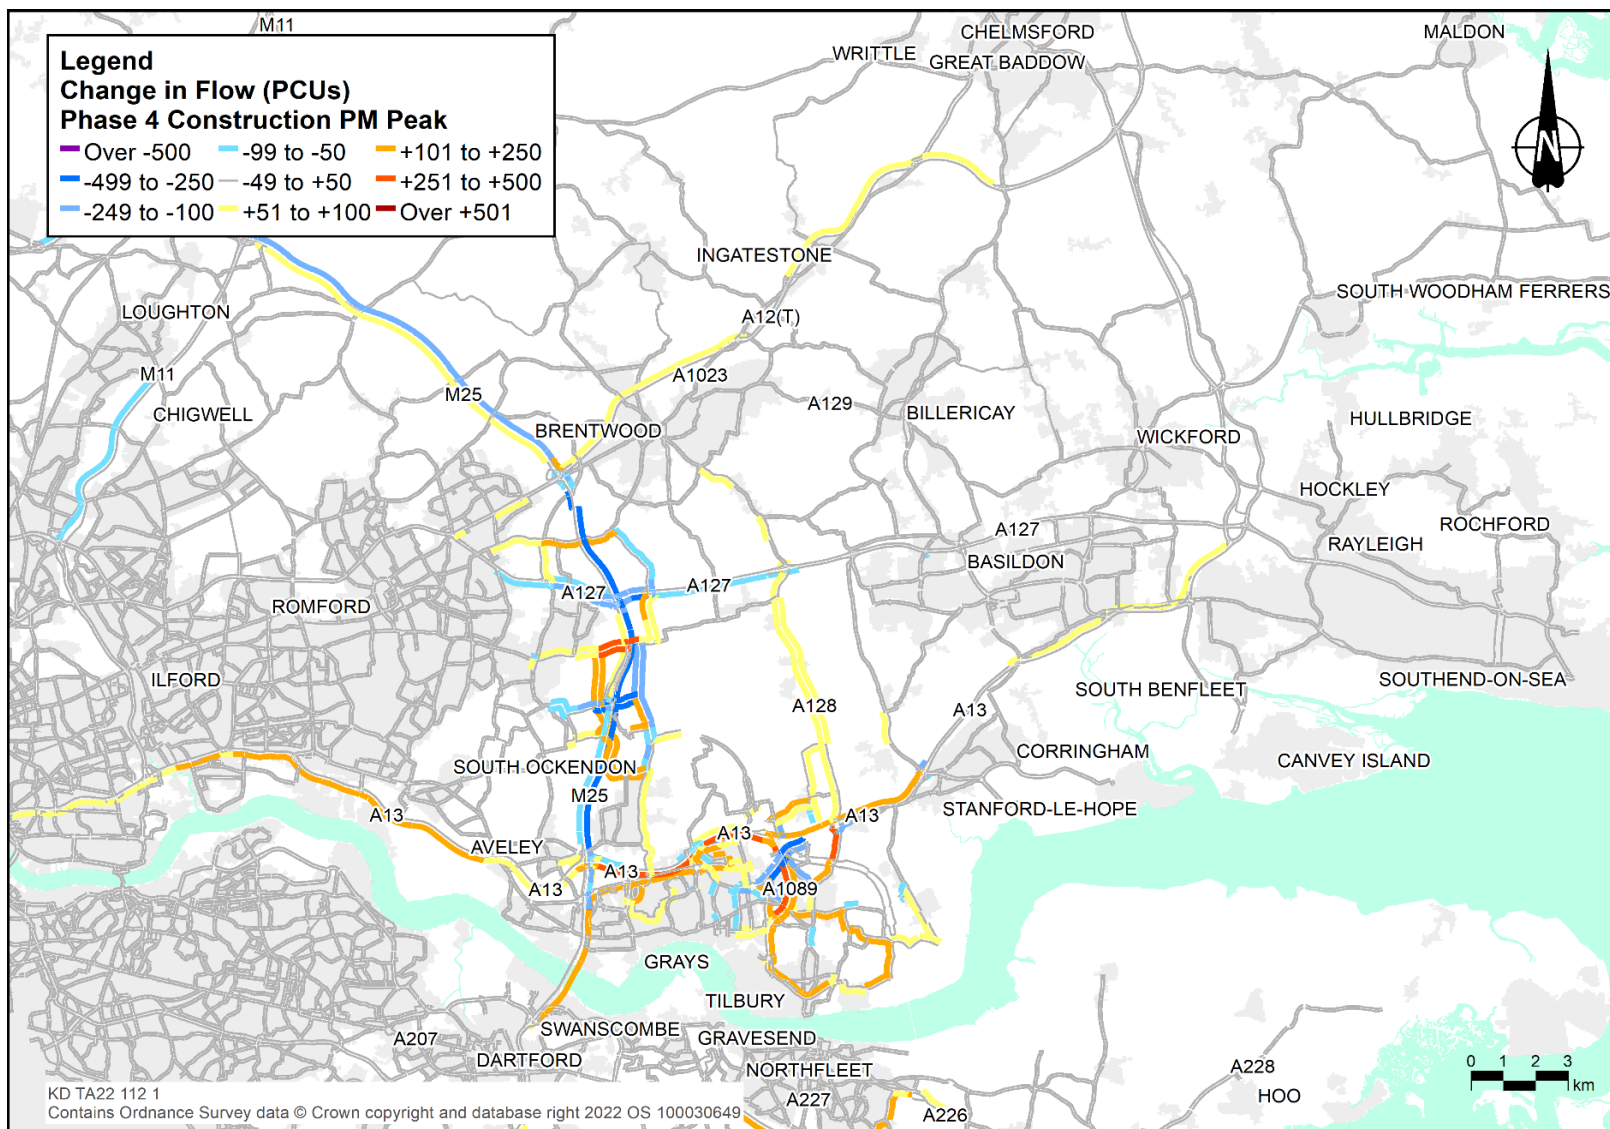 M11
Legend
Change in Flow (PCUs)
Phase 4 Construction PM Peak
Over -500 -99 to -50 +101 to +250
-499 to -250 -49 to +50 +251 to +500
-249 to -100 +51 to +100 Over +501
CHELMSFORD
MALDON
WRITTLE
GREAT BADDOW
N
INGATESTONE
SOUTH WOODHAM FERRERS
LOUGHTON
A12(T)
M11
A1023
M25
CHIGWELL
A129
BILLERICAY
HULLBRIDGE
BRENTWOOD
WICKFORD
HOCKLEY
ROCHFORD
A127
RAYLEIGH
BASILDON
A127
A127
ROMFORD
ILFORD
SOUTH BENFLEET
SOUTHEND-ON-SEA
A128
A13
CORRINGHAM
CANVEY ISLAND
SOUTH OCKENDON
M25
STANFORD-LE-HOPE
A13
A13
A13
AVELEY
A13
A13
A1089
GRAYS
TILBURY
SWANSCOMBE
A207
GRAVESEND
DARTFORD
NORTHFLEET
A228
0 1 2 3
km
HOO
KD TA22 112 1
A227
Contains Ordnance Survey data © Crown copyright and database right 2022 OS 100030649
A226